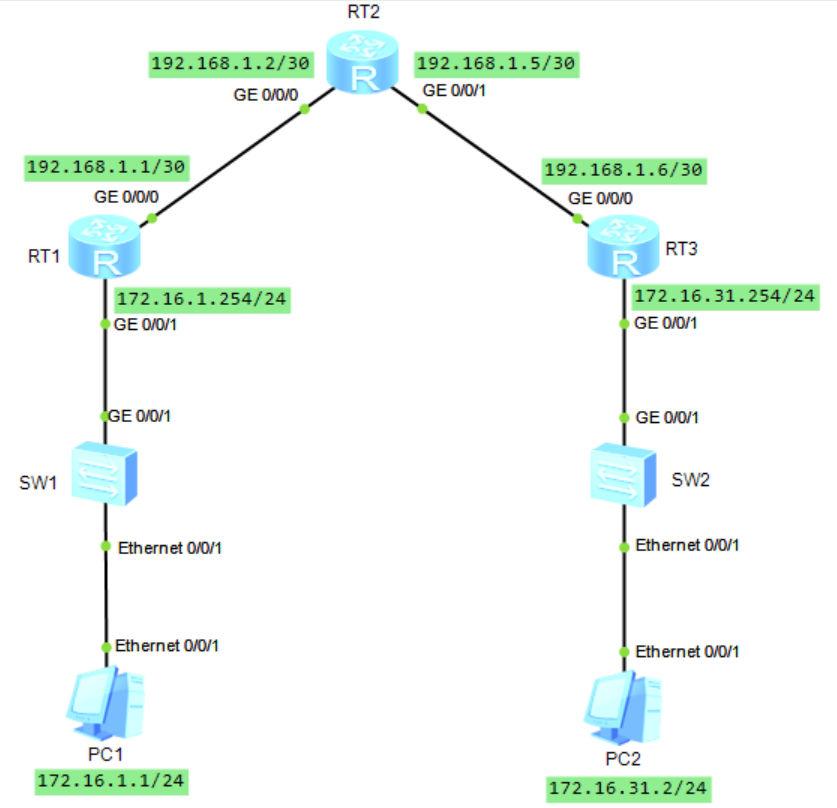 RT2
192.168.1.2/30
192.168.1.5/30
GE 0/0/0
GE 0/0/1
192.168.1.1/30
192.168.1.6/30
GE 0/0/0
GE 0/0/0
R
RT1
R
R
RT3
172.16.1.254/24
172.16.31.254/24
GE 0/0/1
GE 0/0/1
GE 0/0/1
GE 0/0/1
SW1
SW2
Ethernet 0/0/1
Ethernet 0/0/1
Ethernet 0/0/1
Ethernet 0/0/1
PC1
PC2
172.16.1.1/24
172.16.31.2/24